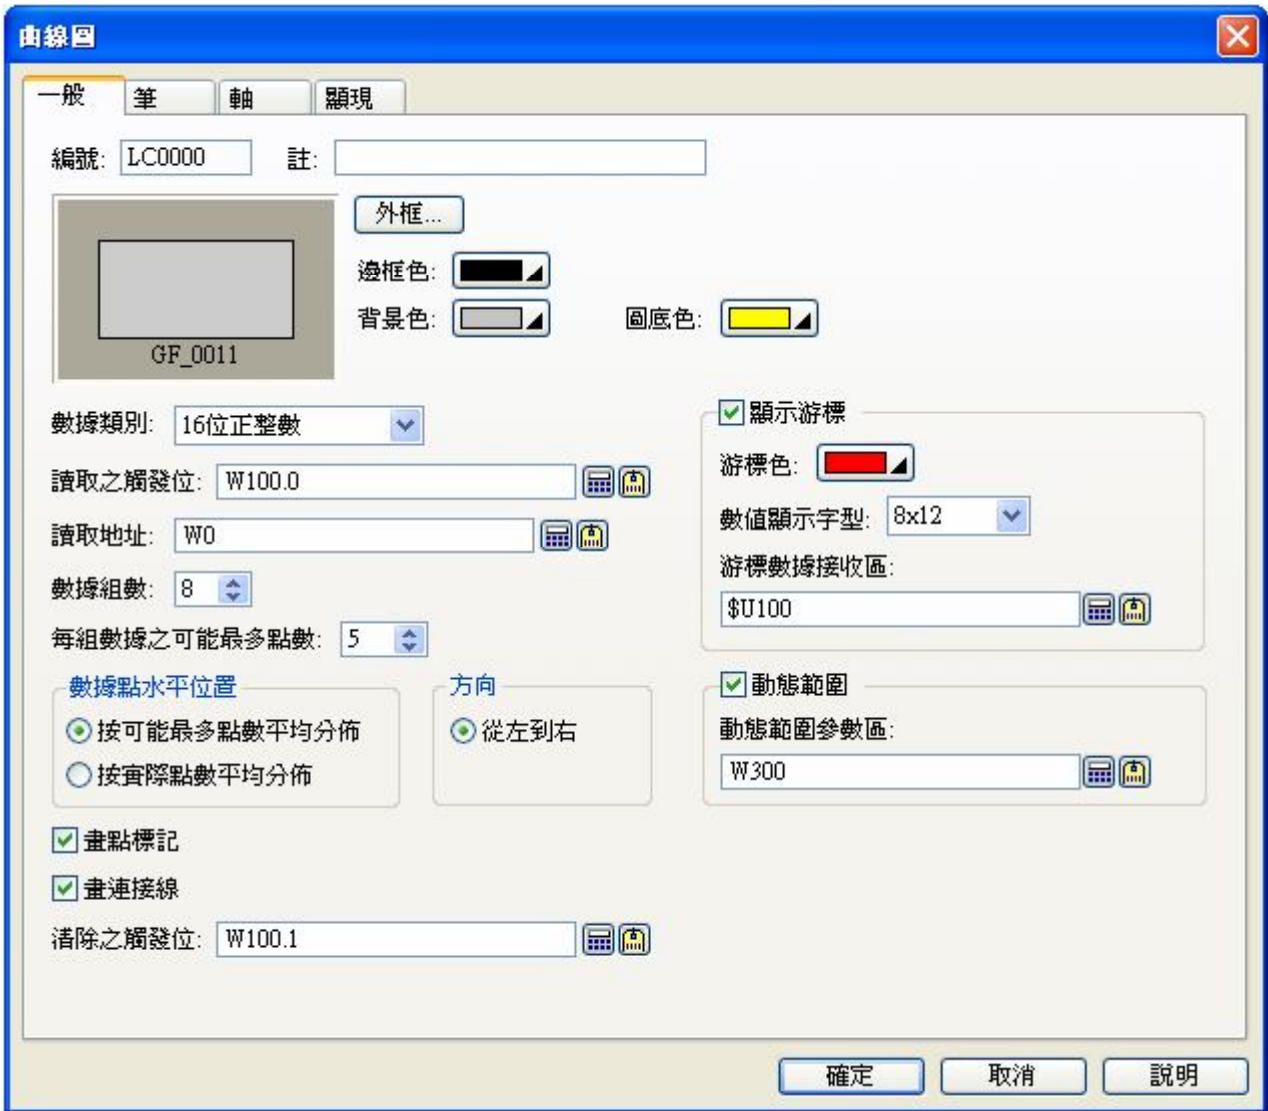 曲線圖
一般 筆 軸 顯現
編號: LC0000 註:
外框...
邊框色:
背景色: 圖底色:
GF_0011
數據類別: 16位正整數
讀取之觸發位: W100.0
讀取地址: W0
數據組數: 8
每組數據之可能最多點數: 5
顯示游標
游標色:
數值顯示字型: 8x12
游標數據接收區:
$U100
數據點水平位置
按可能最多點數平均分佈
按實際點數平均分佈
方向
從左到右
動態範圍
動態範圍參數區:
W300
畫點標記
畫連接線
清除之觸發位: W100.1
確定 取消 說明